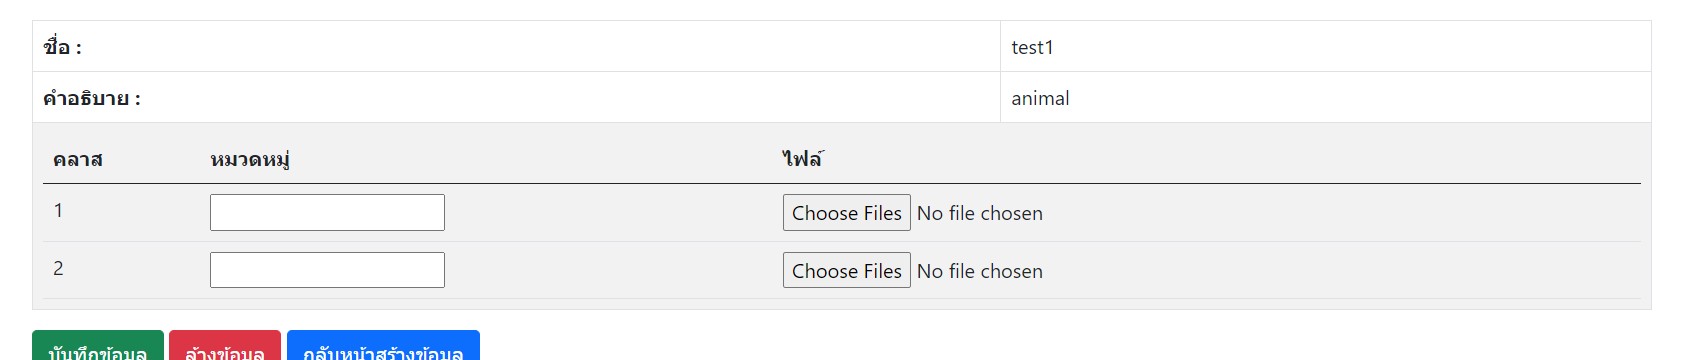 ชื่อ : test1
คำอธิบาย : animal
คลาส หมวดหมู่ ไฟล์
1 Choose Files No file chosen
2 Choose Files No file chosen
บันทึกข้อมูล ล้างข้อมูล กลับหน้าสร้างข้อมูล